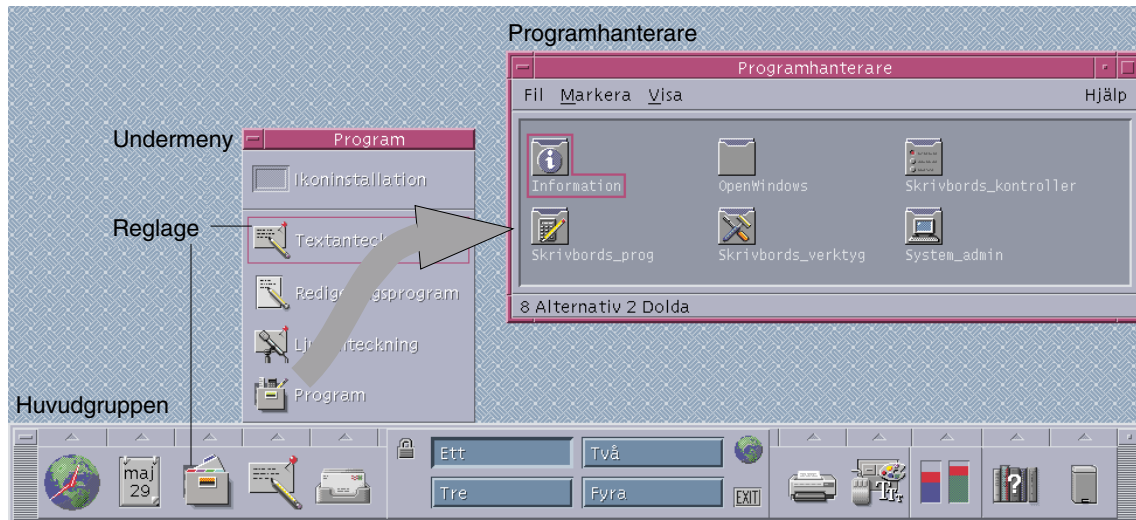 Programhanterare
Programhanterare
Fil Markera Visa Hjälp
Information OpenWindows Skrivbords_kontroller
Skrivbords_prog Skrivbords_verktyg System_admin
8 Alternativ 2 Dolda
Undermeny
Program
Ikoninstallation
Reglage
Program
Huvudgruppen
maj
29
Ett Två
Tre Fyra
EXIT
?